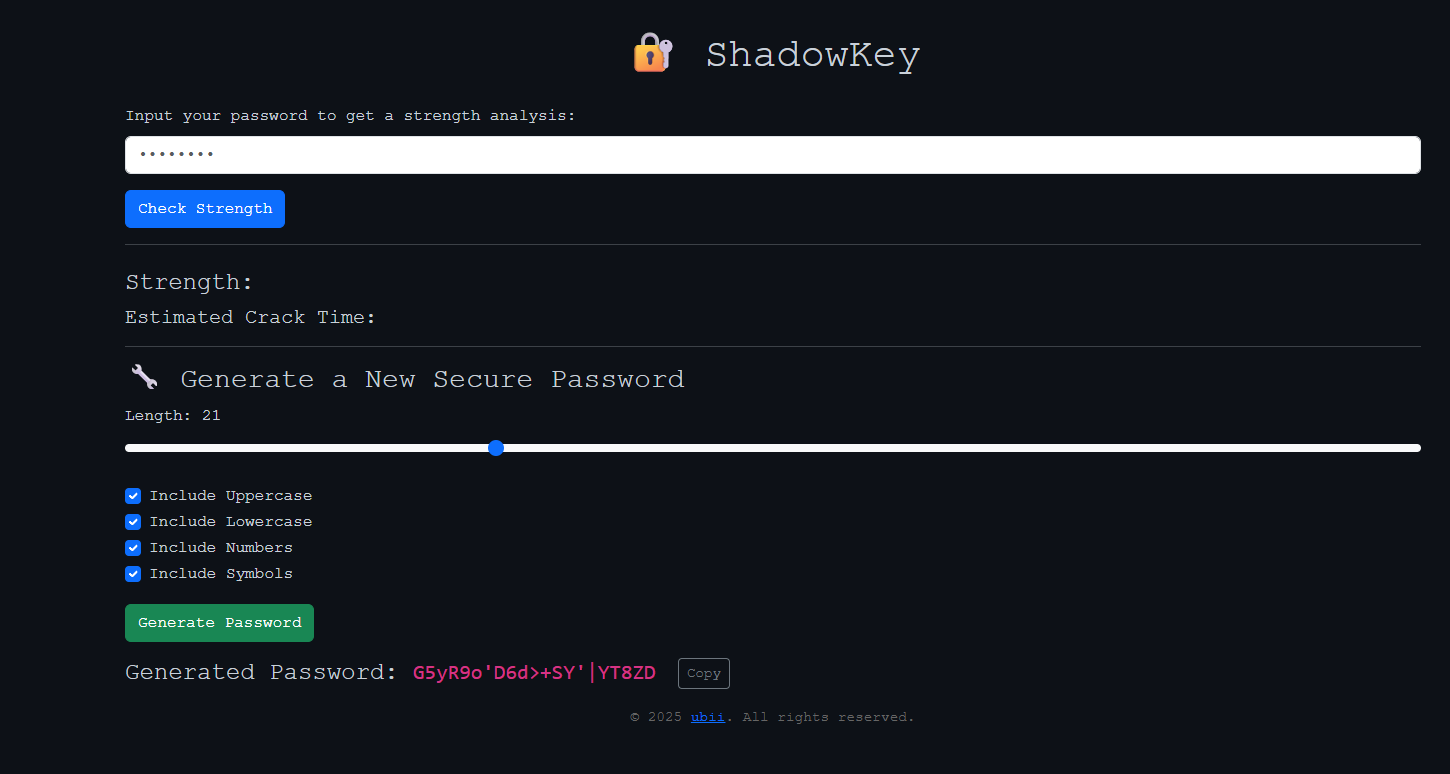 ShadowKey
Input your password to get a strength analysis:
••••••••
Check Strength
Strength:
Estimated Crack Time:
Generate a New Secure Password
Length: 21
Include Uppercase
Include Lowercase
Include Numbers
Include Symbols
Generate Password
Generated Password: G5yR9o'D6d>+SY'|YT8ZD Copy
© 2025 ubii. All rights reserved.